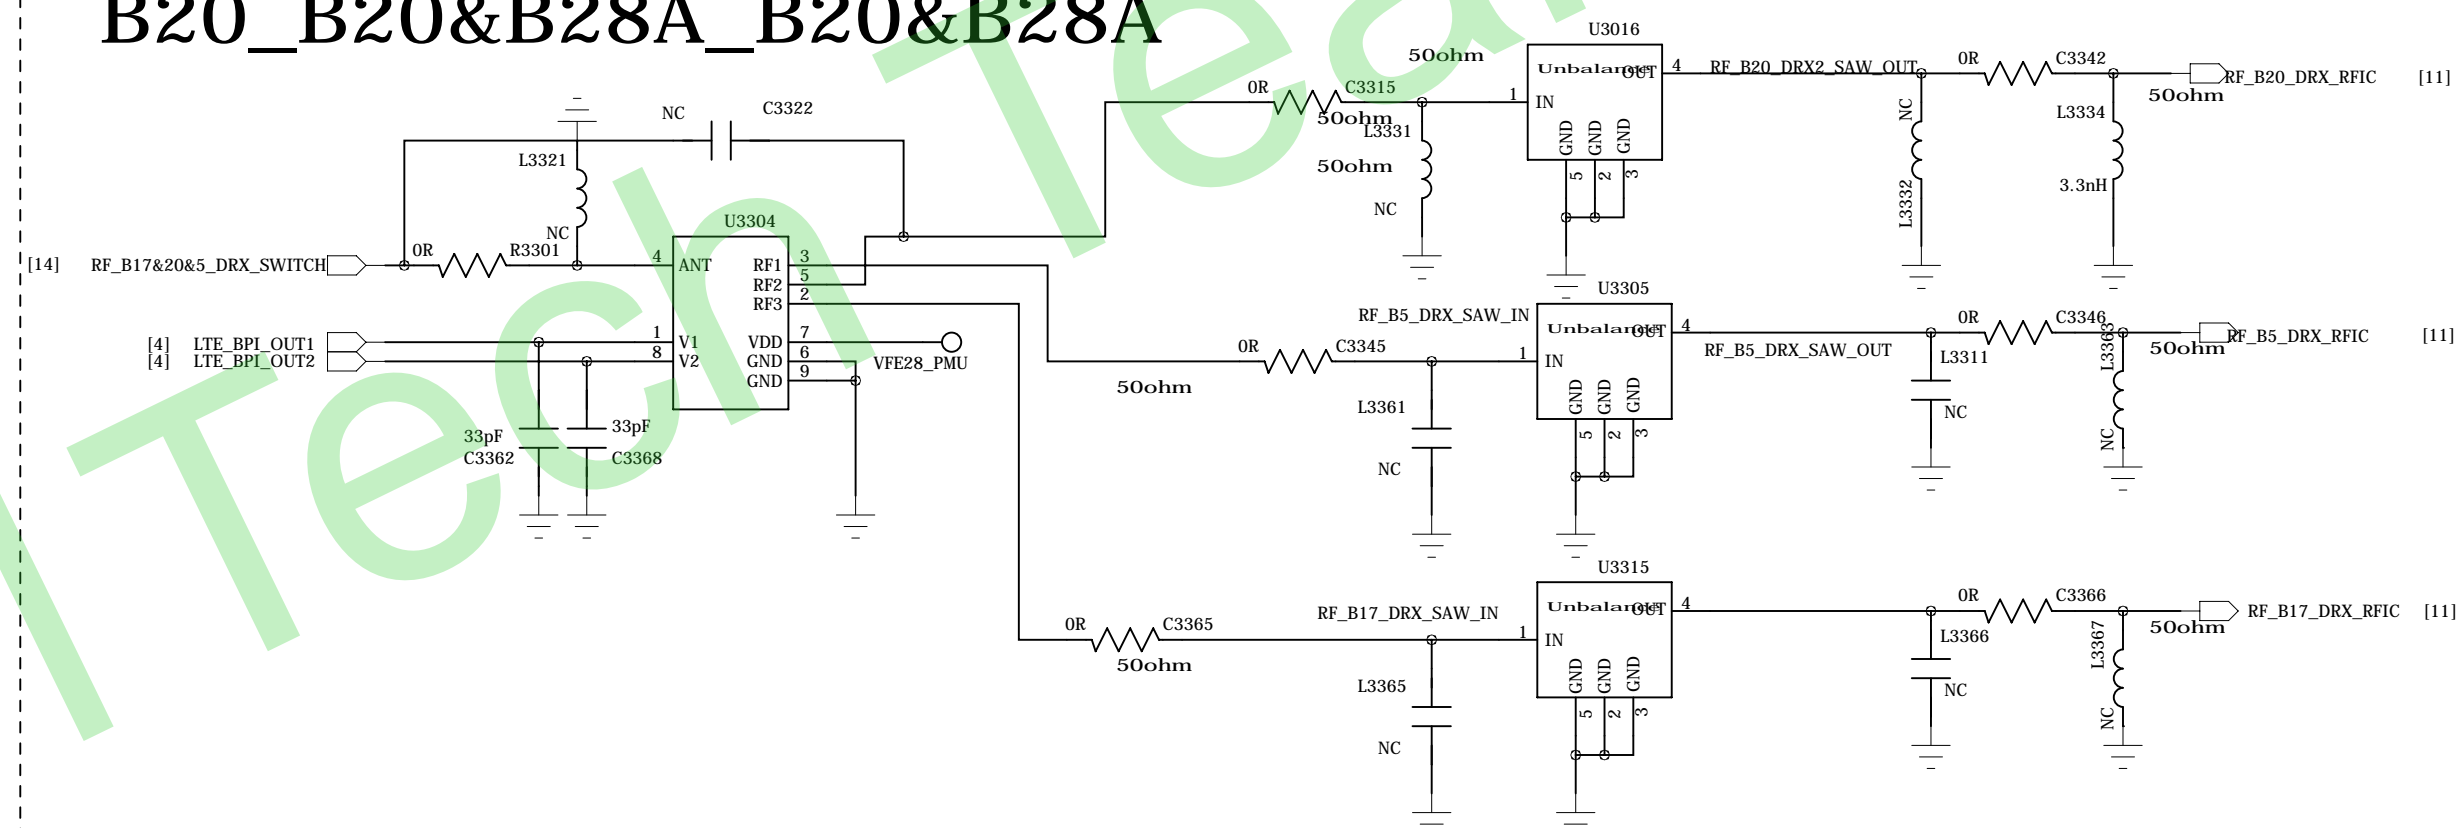 B20_B20&B28A_B20&B28A
l Tech Tea
NC
C3322
L3321
NC
0R
R3301
[14]
RF_B17&20&5_DRX_SWITCH
[4]
LTE_BPI_OUT1
[4]
LTE_BPI_OUT2
33pF
C3362
33pF
C3368
U3304
4
ANT
1
V1
8
V2
RF1
3
RF2
5
RF3
2
VDD
7
GND
6
GND
9
VFE28_PMU
50ohm
0R
C3315
50ohm
L3331
50ohm
NC
U3016
Unbalance
OUT
4
1
IN
GND
GND
GND
5
2
3
RF_B20_DRX2_SAW_OUT
NC
L3332
0R
C3342
L3334
3.3nH
50ohm
RF_B20_DRX_RFIC
[11]
RF_B5_DRX_SAW_IN
0R
C3345
50ohm
L3361
NC
U3305
Unbalance
OUT
4
1
IN
GND
GND
GND
5
2
3
RF_B5_DRX_SAW_OUT
L3311
NC
0R
C3346
L3363
NC
50ohm
RF_B5_DRX_RFIC
[11]
0R
C3365
50ohm
RF_B17_DRX_SAW_IN
L3365
NC
U3315
Unbalance
OUT
4
1
IN
GND
GND
GND
5
2
3
L3366
NC
0R
C3366
L3367
NC
50ohm
RF_B17_DRX_RFIC
[11]